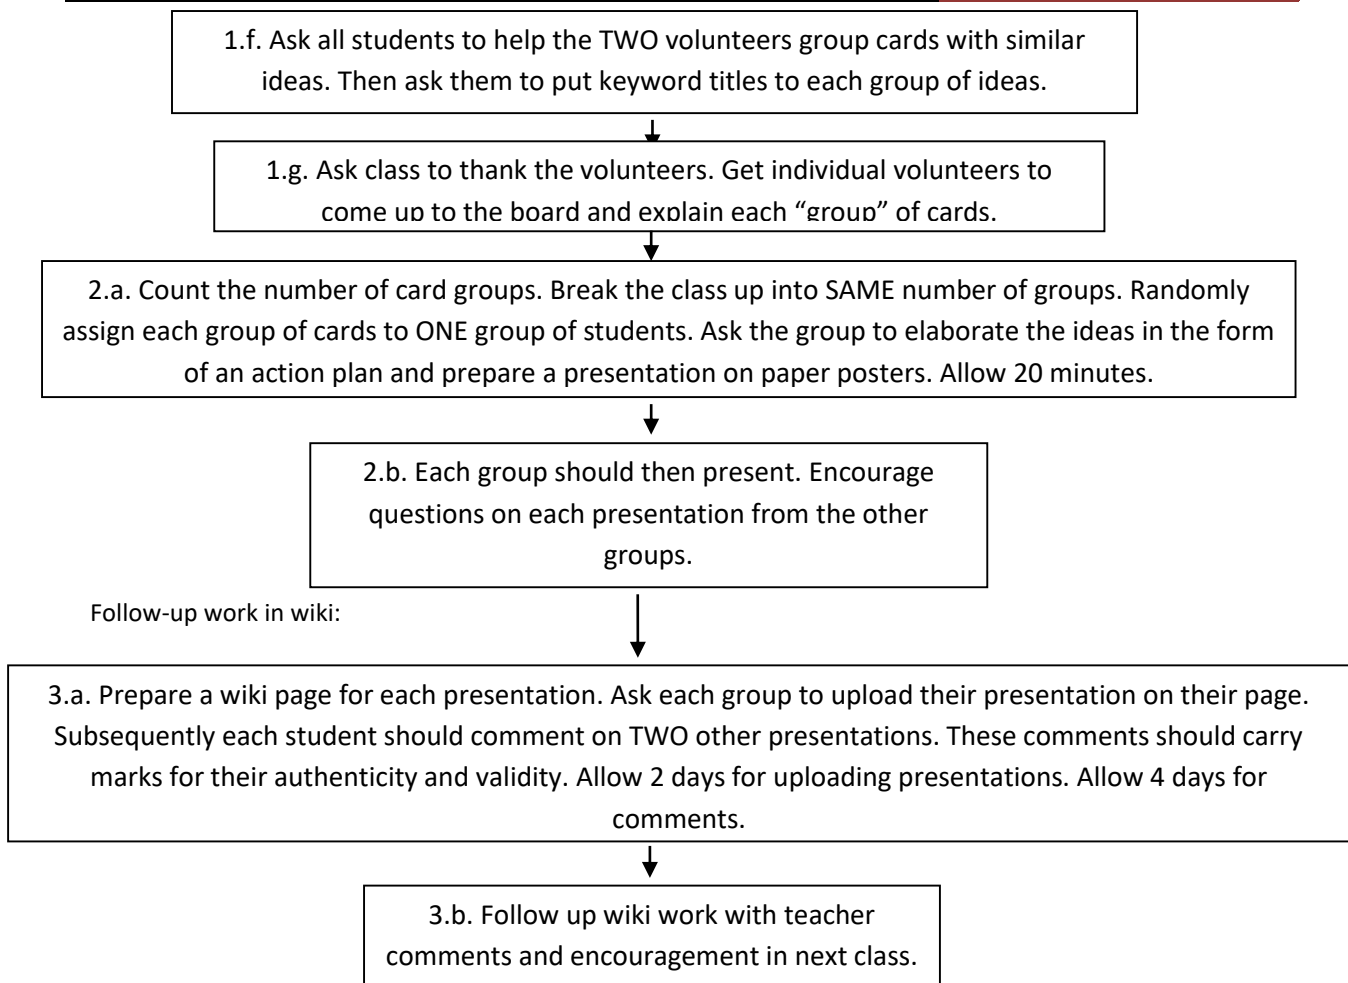 1.f. Ask all students to help the TWO volunteers group cards with similar
ideas. Then ask them to put keyword titles to each group of ideas.
1.g. Ask class to thank the volunteers. Get individual volunteers to
come up to the board and explain each “group” of cards.
2.a. Count the number of card groups. Break the class up into SAME number of groups. Randomly
assign each group of cards to ONE group of students. Ask the group to elaborate the ideas in the form
of an action plan and prepare a presentation on paper posters. Allow 20 minutes.
2.b. Each group should then present. Encourage
questions on each presentation from the other
groups.
Follow-up work in wiki:
3.a. Prepare a wiki page for each presentation. Ask each group to upload their presentation on their page.
Subsequently each student should comment on TWO other presentations. These comments should carry
marks for their authenticity and validity. Allow 2 days for uploading presentations. Allow 4 days for
comments.
3.b. Follow up wiki work with teacher
comments and encouragement in next class.